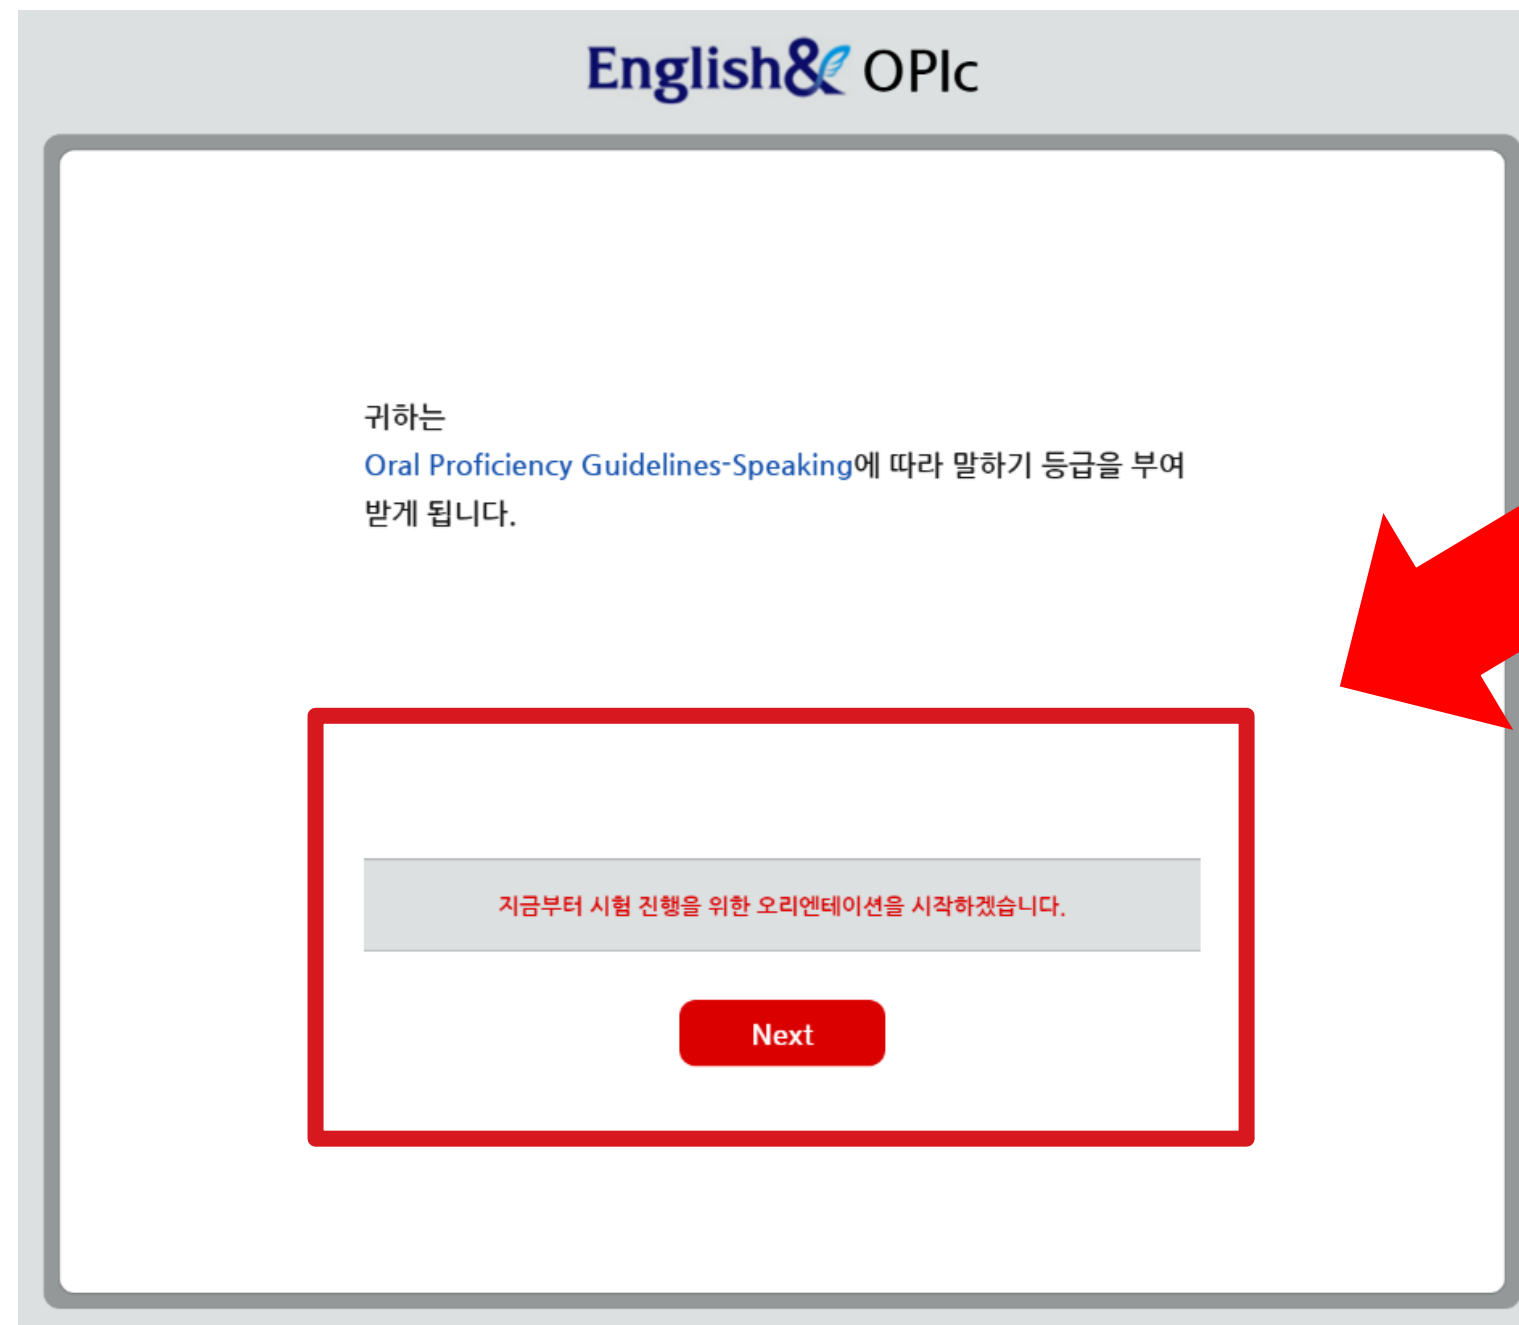 English& OPIc
귀하는
Oral Proficiency Guidelines-Speaking에 따라 말하기 등급을 부여
받게 됩니다.
지금부터 시험 진행을 위한 오리엔테이션을 시작하겠습니다.
Next